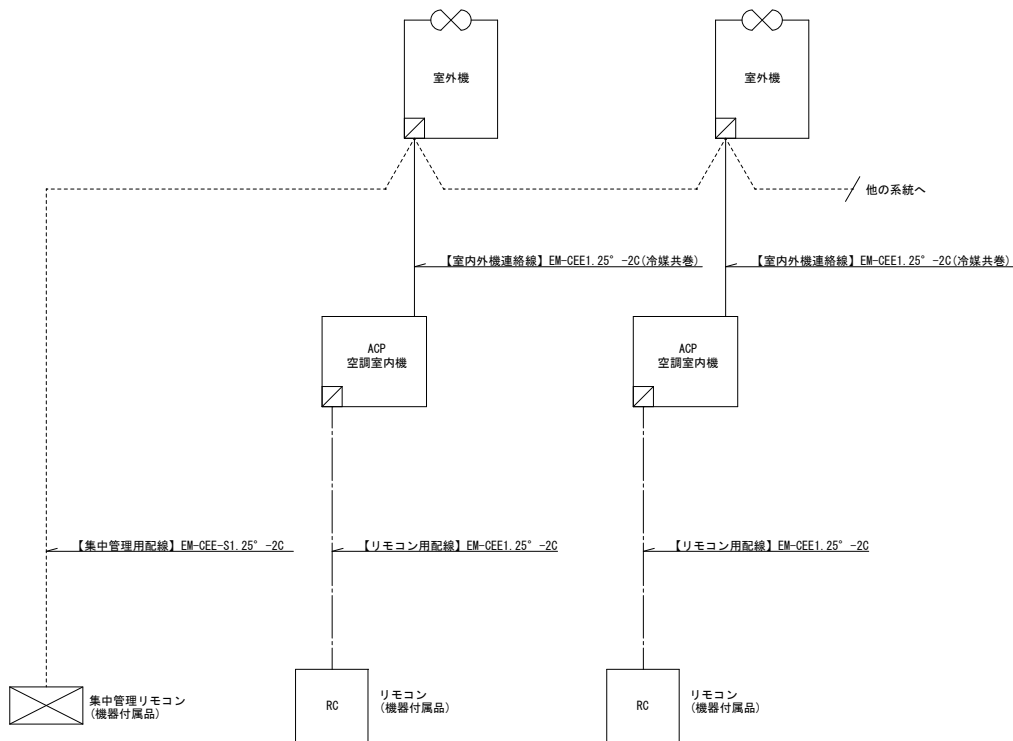 室外機
室外機
他の系統へ
【室内外機連絡線】EM-CEE1.25°-2C(冷媒共巻)
【室内外機連絡線】EM-CEE1.25°-2C(冷媒共巻)
ACP
空調室内機
ACP
空調室内機
【集中管理用配線】EM-CEE-S1.25°-2C
【リモコン用配線】EM-CEE1.25°-2C
【リモコン用配線】EM-CEE1.25°-2C
集中管理リモコン
(機器付属品)
RC
リモコン
(機器付属品)
RC
リモコン
(機器付属品)